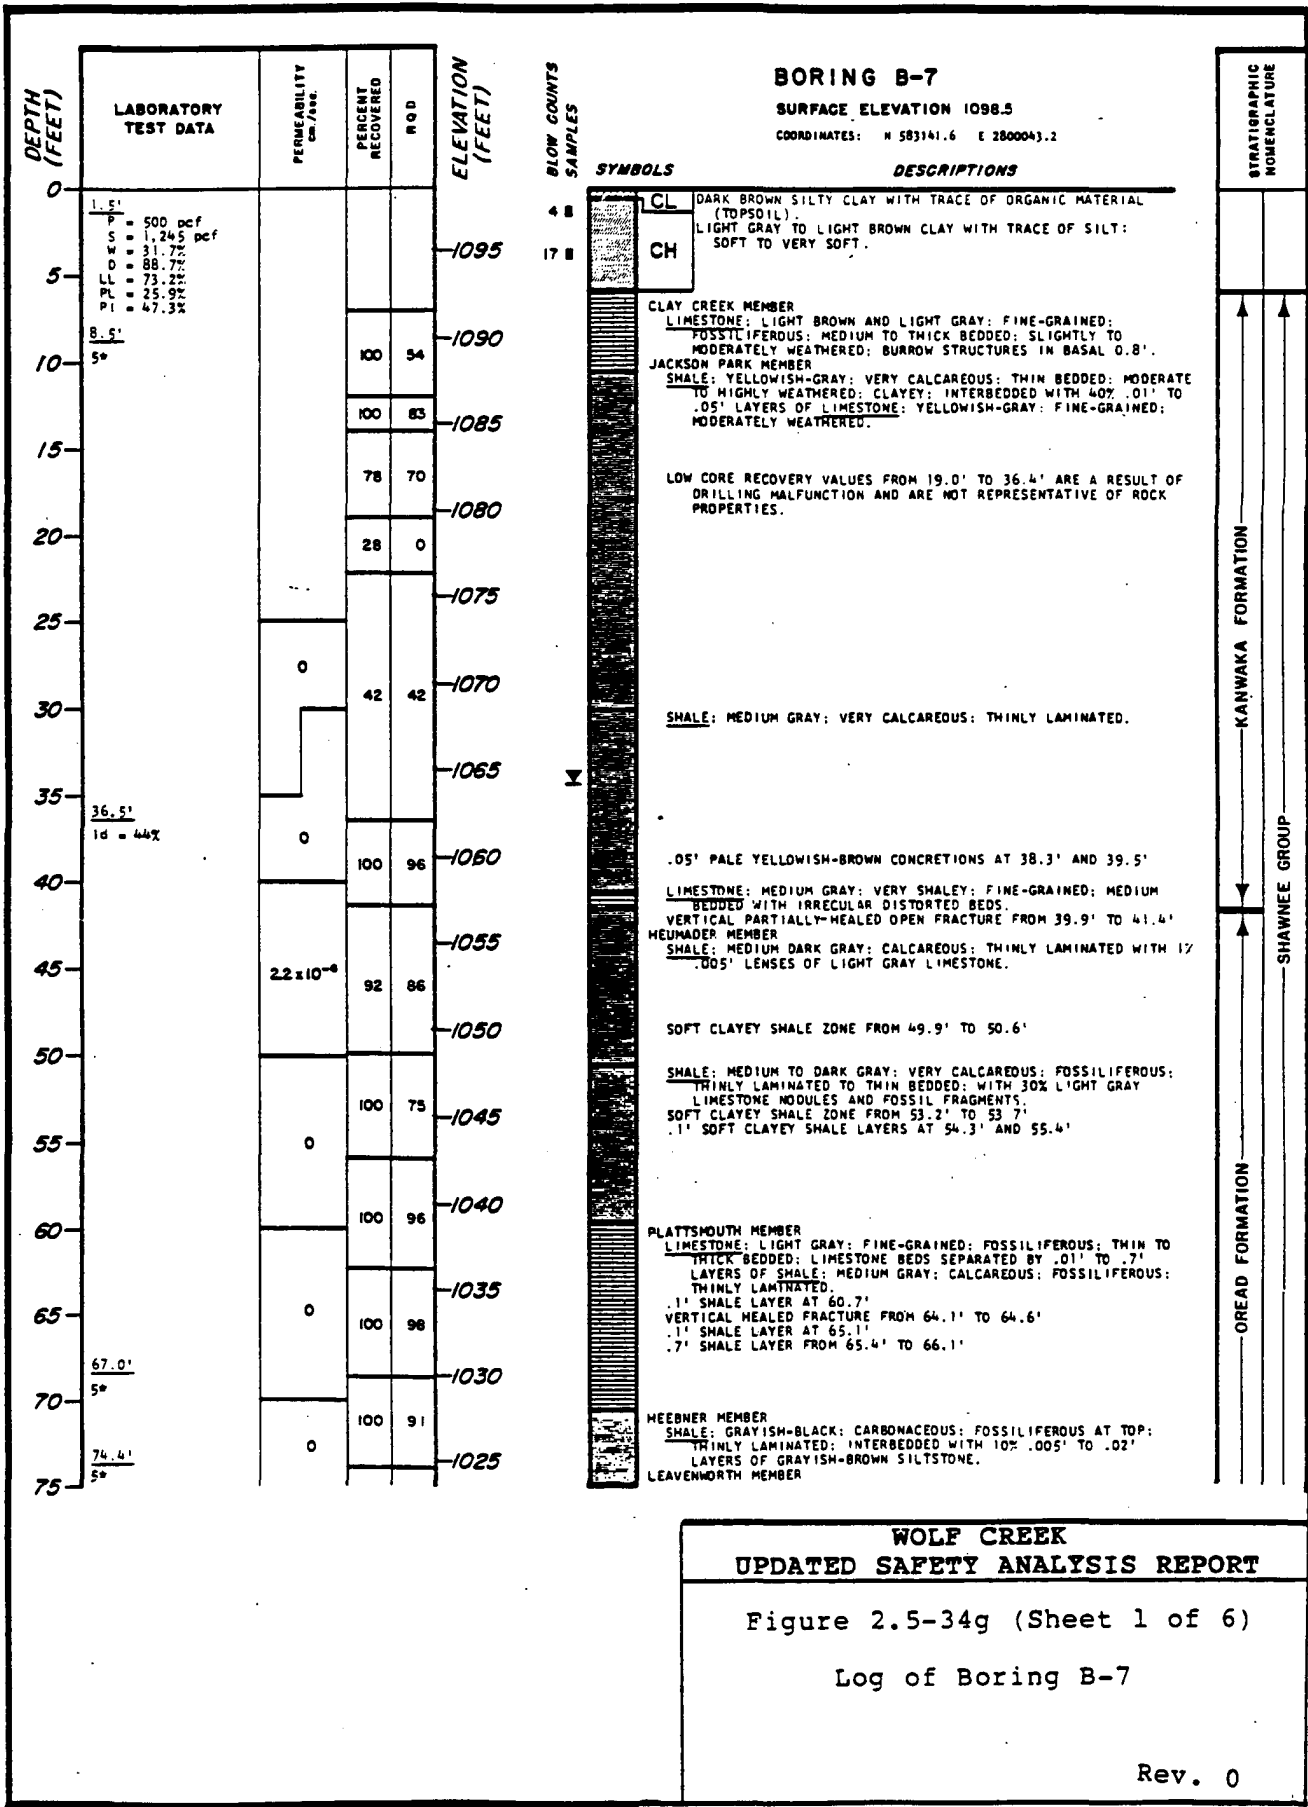 BORING B-7
SURFACE ELEVATION 1098.5
COORDINATES: N 583141.6 E 2800043.2
DEPTH (FEET)
LABORATORY TEST DATA
PERMEABILITY cm./sec.
PERCENT RECOVERED
RQD
ELEVATION (FEET)
BLOW COUNTS
SAMPLES
SYMBOLS
DESCRIPTIONS
STRATIGRAPHIC NOMENCLATURE
0
5
10
15
20
25
30
35
40
45
50
55
60
65
70
75
1.5'
P = 500 pcf
S = 1,245 pcf
W = 31.7%
D = 88.7%
LL = 73.2%
PL = 25.9%
PI = 47.3%
8.5'
5*
36.5'
Id = 44%
67.0'
5*
74.4'
5*
0
0
2.2 x 10⁻⁶
0
0
0
100 54
100 83
78 70
28 0
42 42
100 96
92 86
100 75
100 96
100 98
100 91
1095
1090
1085
1080
1075
1070
1065
1060
1055
1050
1045
1040
1035
1030
1025
4
17
CL
CH
DARK BROWN SILTY CLAY WITH TRACE OF ORGANIC MATERIAL
(TOPSOIL).
LIGHT GRAY TO LIGHT BROWN CLAY WITH TRACE OF SILT:
SOFT TO VERY SOFT.
CLAY CREEK MEMBER
LIMESTONE: LIGHT BROWN AND LIGHT GRAY: FINE-GRAINED:
FOSSILIFEROUS: MEDIUM TO THICK BEDDED: SLIGHTLY TO
MODERATELY WEATHERED: BURROW STRUCTURES IN BASAL 0.8'.
JACKSON PARK MEMBER
SHALE: YELLOWISH-GRAY: VERY CALCAREOUS: THIN BEDDED: MODERATE
TO HIGHLY WEATHERED: CLAYEY: INTERBEDDED WITH 40% .01' TO
.05' LAYERS OF LIMESTONE: YELLOWISH-GRAY: FINE-GRAINED:
MODERATELY WEATHERED.
LOW CORE RECOVERY VALUES FROM 19.0' TO 36.4' ARE A RESULT OF
DRILLING MALFUNCTION AND ARE NOT REPRESENTATIVE OF ROCK
PROPERTIES.
SHALE: MEDIUM GRAY: VERY CALCAREOUS: THINLY LAMINATED.
.05' PALE YELLOWISH-BROWN CONCRETIONS AT 38.3' AND 39.5'
LIMESTONE: MEDIUM GRAY: VERY SHALEY: FINE-GRAINED: MEDIUM
BEDDED WITH IRRECULAR DISTORTED BEDS.
VERTICAL PARTIALLY-HEALED OPEN FRACTURE FROM 39.9' TO 41.4'
HEUMADER MEMBER
SHALE: MEDIUM DARK GRAY: CALCAREOUS: THINLY LAMINATED WITH 1%
.005' LENSES OF LIGHT GRAY LIMESTONE.
SOFT CLAYEY SHALE ZONE FROM 49.9' TO 50.6'
SHALE: MEDIUM TO DARK GRAY: VERY CALCAREOUS: FOSSILIFEROUS:
THINLY LAMINATED TO THIN BEDDED: WITH 30% LIGHT GRAY
LIMESTONE NODULES AND FOSSIL FRAGMENTS.
SOFT CLAYEY SHALE ZONE FROM 53.2' TO 53 7'
.1' SOFT CLAYEY SHALE LAYERS AT 54.3' AND 55.4'
PLATTSMOUTH MEMBER
LIMESTONE: LIGHT GRAY: FINE-GRAINED: FOSSILIFEROUS: THIN TO
THICK BEDDED: LIMESTONE BEDS SEPARATED BY .01' TO .7'
LAYERS OF SHALE: MEDIUM GRAY: CALCAREOUS: FOSSILIFEROUS:
THINLY LAMINATED.
.1' SHALE LAYER AT 60.7'
VERTICAL HEALED FRACTURE FROM 64.1' TO 64.6'
.1' SHALE LAYER AT 65.1'
.7' SHALE LAYER FROM 65.4' TO 66.1'
HEEBNER MEMBER
SHALE: GRAYISH-BLACK: CARBONACEOUS: FOSSILIFEROUS AT TOP:
THINLY LAMINATED: INTERBEDDED WITH 10% .005' TO .02'
LAYERS OF GRAYISH-BROWN SILTSTONE.
LEAVENWORTH MEMBER
KANWAKA FORMATION
OREAD FORMATION
SHAWNEE GROUP
WOLF CREEK
UPDATED SAFETY ANALYSIS REPORT
Figure 2.5-34g (Sheet 1 of 6)
Log of Boring B-7
Rev. 0